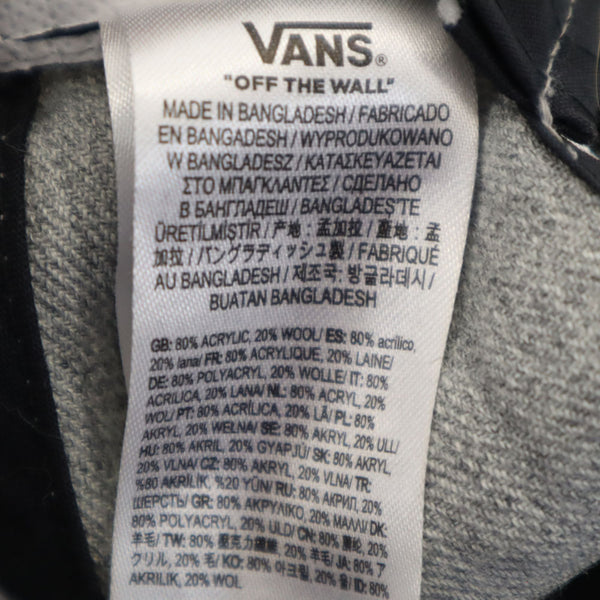 VANS®
"OFF THE WALL"
MADE IN BANGLADESH / FABRICADO
EN BANGADESH / WYPRODUKOWANO
W BANGLADESZ / ΚΑΤΑΣΚΕΥΑΖΕΤΑΙ
ΣΤΟ ΜΠΑΓΚΛΑΝΤΕΣ / СДЕЛАНО
В БАНГЛАДЕШ / BANGLADEŞ'TE
ÜRETİLMİŞTİR / 产地 : 孟加拉 / 產地 : 孟
加拉 / バングラディッシュ製 / FABRIQUÉ
AU BANGLADESH / 제조국: 방글라데시 /
BUATAN BANGLADESH
GB: 80% ACRYLIC, 20% WOOL/ ES: 80% acrílico,
20% lana/ FR: 80% ACRYLIQUE, 20% LAINE/
DE: 80% POLYACRYL, 20% WOLLE/ IT: 80%
ACRILICA, 20% LANA/ NL: 80% ACRYL, 20%
WOL/ PT: 80% ACRÍLICA, 20% LÃ/ PL: 80%
AKRYL, 20% WEŁNA/ SE: 80% AKRYL, 20% ULL/
HU: 80% AKRIL, 20% GYAPJÚ/ SK: 80% AKRYL,
20% VLNA/ CZ: 80% AKRYL, 20% VLNA/ TR:
%80 AKRİLİK, %20 YÜN/ RU: 80% АКРИЛ, 20%
ШЕРСТЬ/ GR: 80% ΑΚΡΥΛΙΚΟ, 20% ΜΑΛΛΙ/ DK:
80% POLYACRYL, 20% ULD/ CN: 80% 腈纶, 20%
羊毛/ TW: 80% 壓克力纖維, 20% 羊毛/ JA: 80% ア
クリル, 20% 毛/ KO: 80% 아크릴, 20% 울/ ID: 80%
AKRILIK, 20% WOL